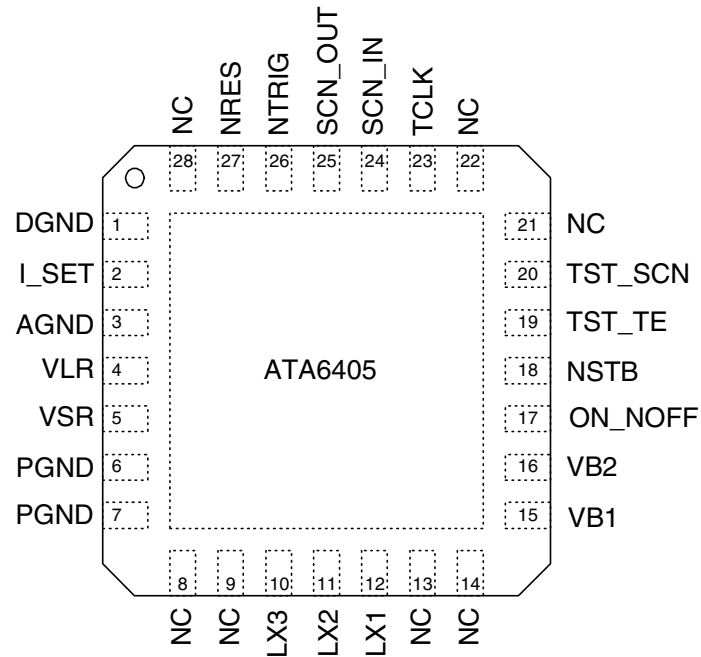 NC
NRES
NTRIG
SCN_OUT
SCN_IN
TCLK
NC
28 27 26 25 24 23 22
DGND 1
I_SET 2
AGND 3
VLR 4
VSR 5
PGND 6
PGND 7
ATA6405
21 NC
20 TST_SCN
19 TST_TE
18 NSTB
17 ON_NOFF
16 VB2
15 VB1
8 9 10 11 12 13 14
NC
NC
LX3
LX2
LX1
NC
NC